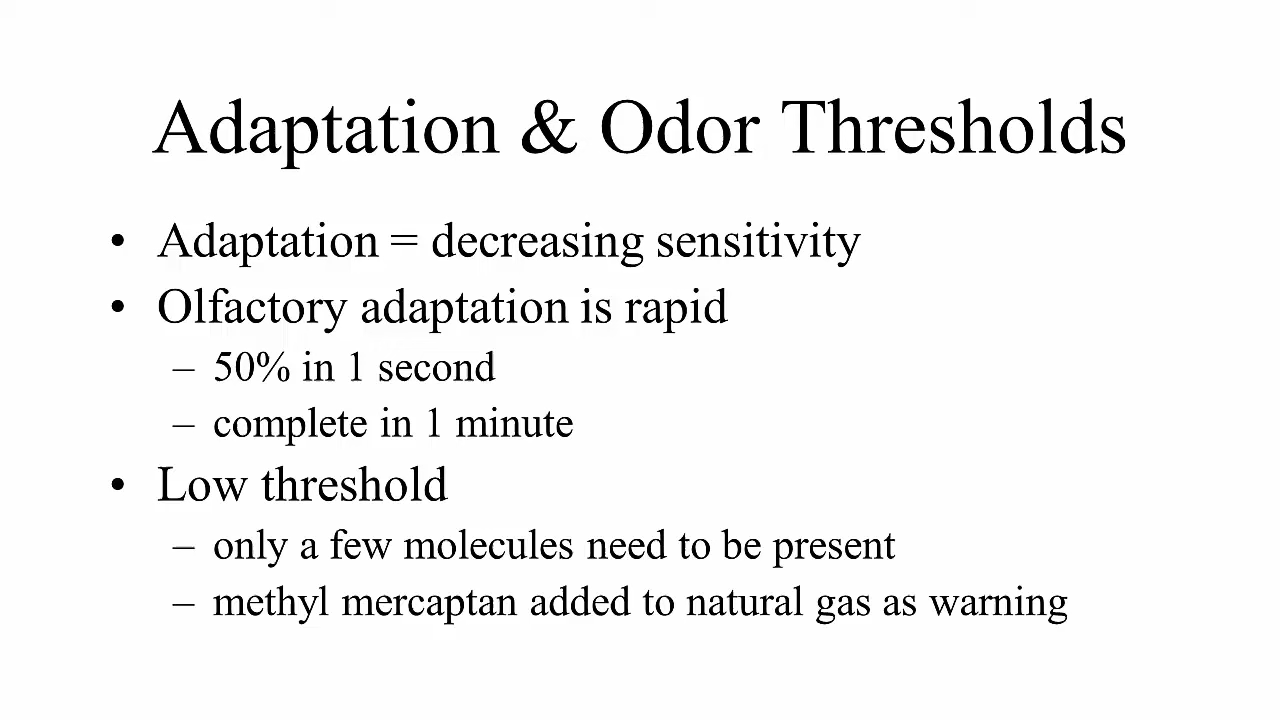 Adaptation & Odor Thresholds
• Adaptation = decreasing sensitivity
• Olfactory adaptation is rapid
– 50% in 1 second
– complete in 1 minute
• Low threshold
– only a few molecules need to be present
– methyl mercaptan added to natural gas as warning